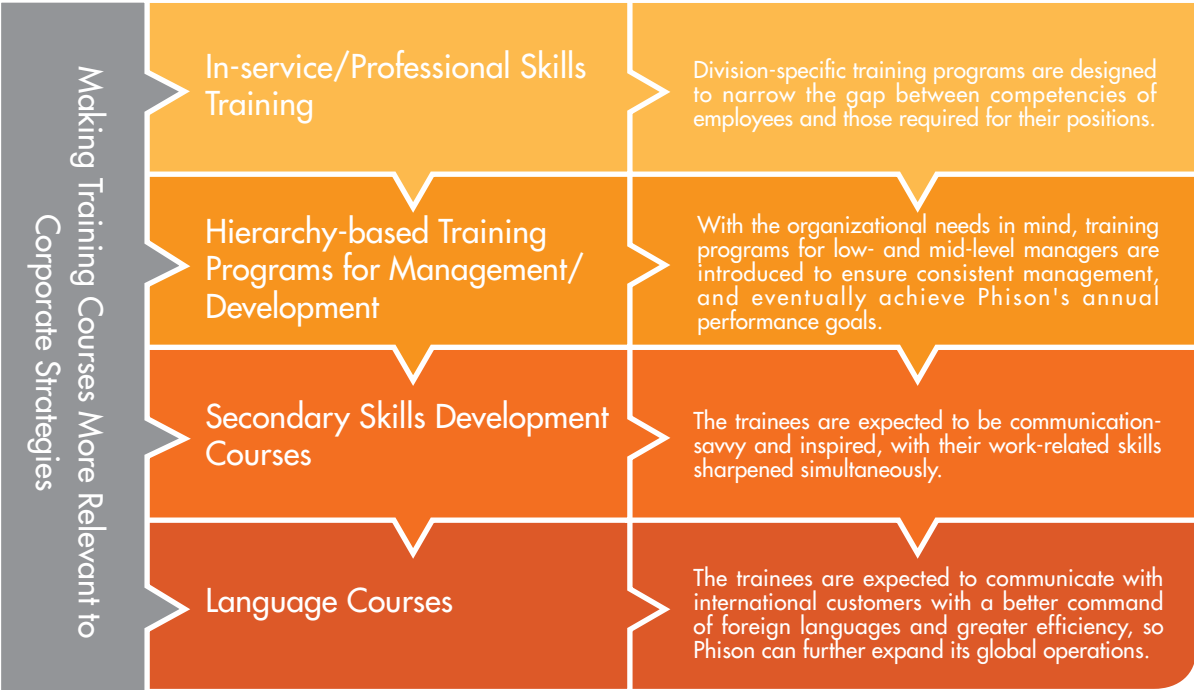 Making Training Courses More Relevant to
Corporate Strategies
In-service/Professional Skills
Training
Division-specific training programs are designed
to narrow the gap between competencies of
employees and those required for their positions.
Hierarchy-based Training
Programs for Management/
Development
With the organizational needs in mind, training
programs for low- and mid-level managers are
introduced to ensure consistent management,
and eventually achieve Phison's annual
performance goals.
Secondary Skills Development
Courses
The trainees are expected to be communication-
savvy and inspired, with their work-related skills
sharpened simultaneously.
Language Courses
The trainees are expected to communicate with
international customers with a better command
of foreign languages and greater efficiency, so
Phison can further expand its global operations.